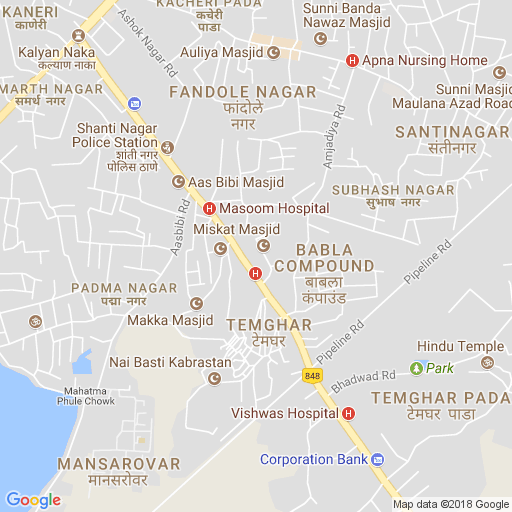 KANERI
काणेरी
KACHERI PADA
कचेरी
पाडा
Sunni Banda
Nawaz Masjid
Ashok Nagar Rd
Kalyan Naka
कल्याण नाका
Auliya Masjid
Apna Nursing Home
MARTH NAGAR
समर्थ नगर
FANDOLE NAGAR
फांदोले
नगर
Sunni Masjid
Maulana Azad Road
Shanti Nagar
Police Station
शांती नगर
पोलिस ठाणे
Amjadiya Rd
SANTINAGAR
संतीनगर
Aas Bibi Masjid
SUBHASH NAGAR
सुभाष नगर
Aasbibi Rd
Masoom Hospital
Miskat Masjid
BABLA
COMPOUND
बाबला
कंपाउंड
Pipeline Rd
PADMA NAGAR
पद्मा नगर
Makka Masjid
TEMGHAR
टेमघर
Pipeline Rd
Hindu Temple
Nai Basti Kabrastan
848
Park
Bhadwad Rd
Mahatma
Phule Chowk
Vishwas Hospital
TEMGHAR PADA
टेमघर पाडा
MANSAROVAR
मानसरोवर
Corporation Bank
Google
Map data ©2018 Google